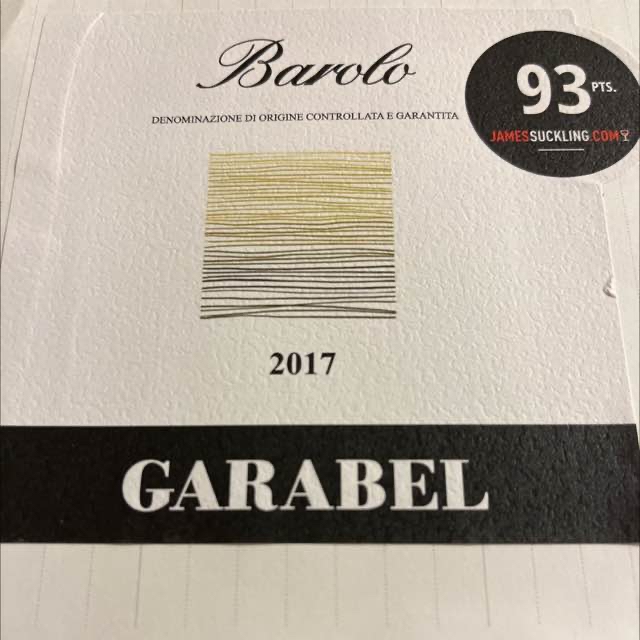 Barolo
DENOMINAZIONE DI ORIGINE CONTROLLATA E GARANTITA
93 PTS.
JAMESSUCKLING.COM
2017
GARABEL